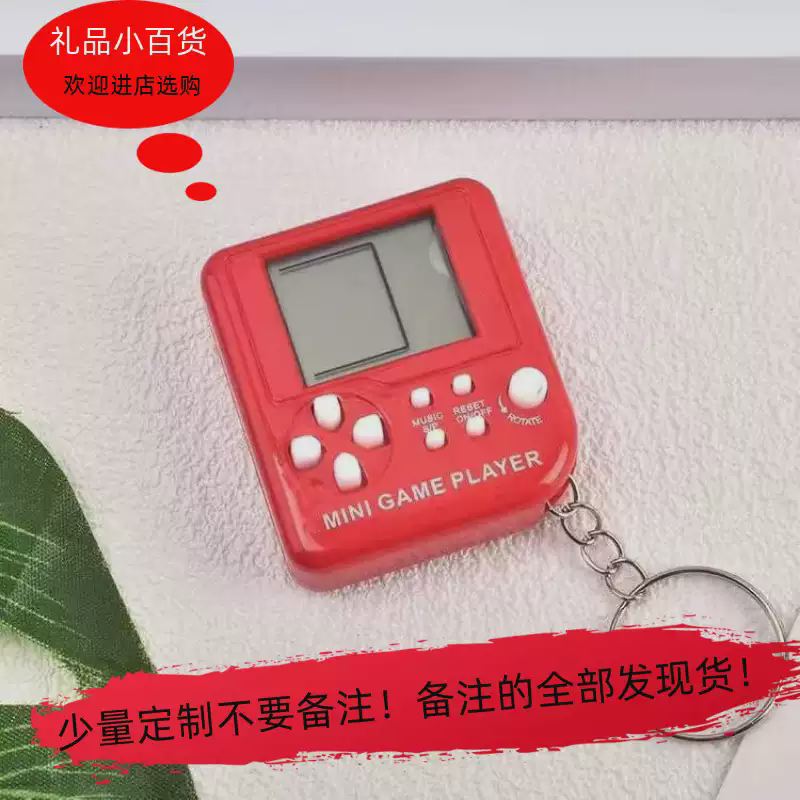 礼品小百货
欢迎进店选购
MUSIC
S/P
RESET
ON/OFF
ROTATE
MINI GAME PLAYER
少量定制不要备注！备注的全部发现货！